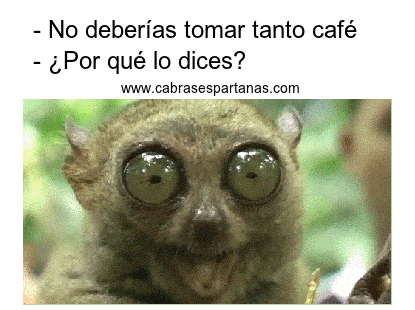 - No deberías tomar tanto café
- ¿Por qué lo dices?
www.cabrasespartanas.com